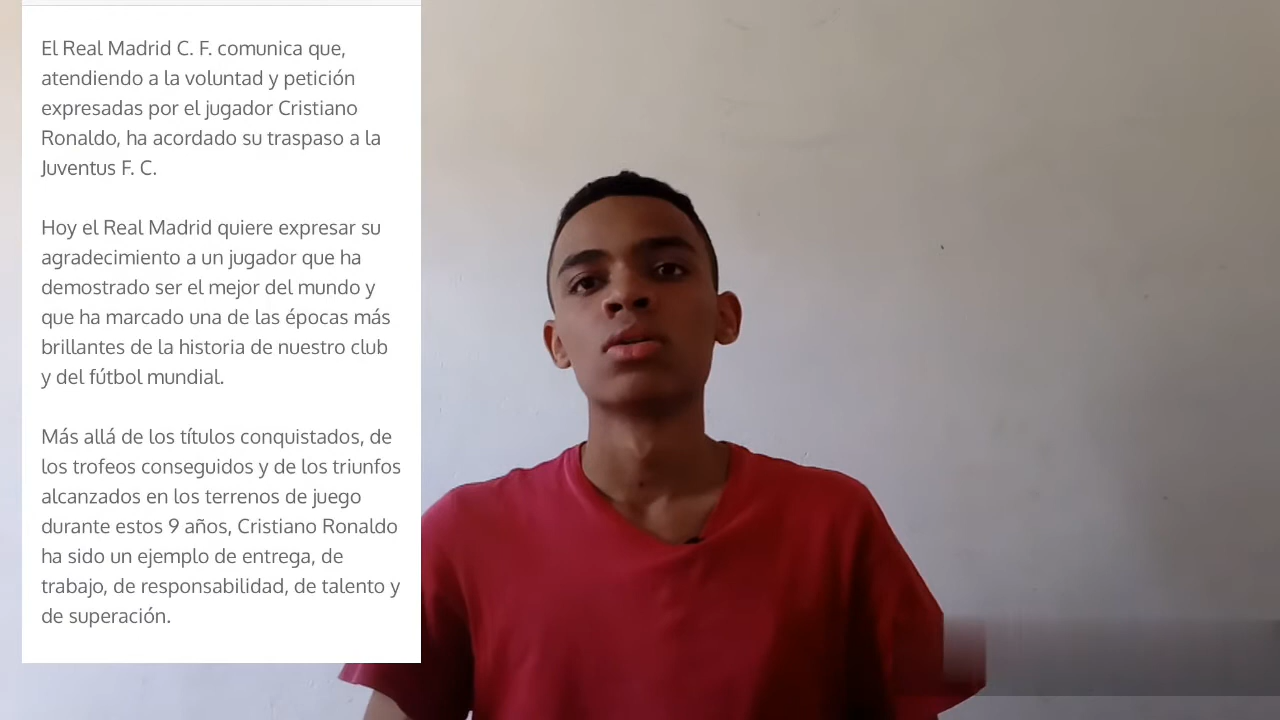 El Real Madrid C. F. comunica que,
atendiendo a la voluntad y petición
expresadas por el jugador Cristiano
Ronaldo, ha acordado su traspaso a la
Juventus F. C.
Hoy el Real Madrid quiere expresar su
agradecimiento a un jugador que ha
demostrado ser el mejor del mundo y
que ha marcado una de las épocas más
brillantes de la historia de nuestro club
y del fútbol mundial.
Más allá de los títulos conquistados, de
los trofeos conseguidos y de los triunfos
alcanzados en los terrenos de juego
durante estos 9 años, Cristiano Ronaldo
ha sido un ejemplo de entrega, de
trabajo, de responsabilidad, de talento y
de superación.